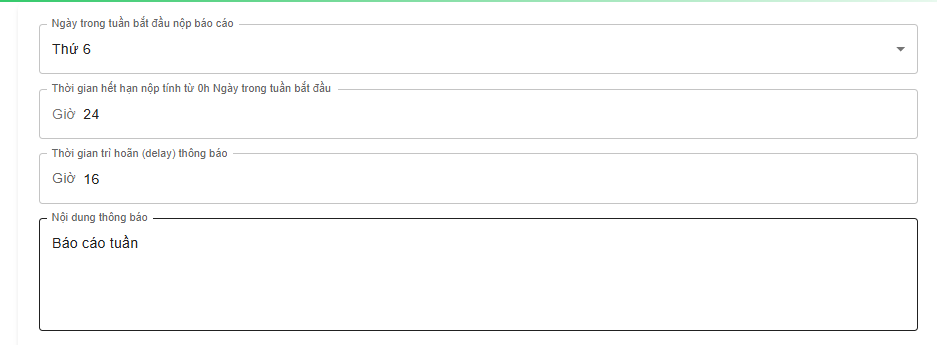 Ngày trong tuần bắt đầu nộp báo cáo
Thứ 6
Thời gian hết hạn nộp tính từ 0h Ngày trong tuần bắt đầu
Giờ 24
Thời gian trì hoãn (delay) thông báo
Giờ 16
Nội dung thông báo
Báo cáo tuần